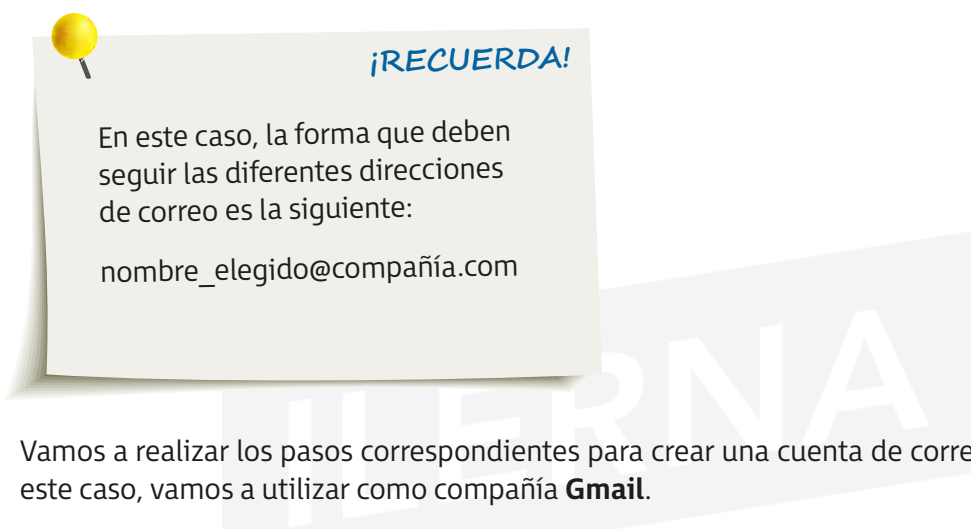 ¡RECUERDA!
En este caso, la forma que deben
seguir las diferentes direcciones
de correo es la siguiente:
nombre_elegido@compañía.com
ILERNA
Vamos a realizar los pasos correspondientes para crear una cuenta de corre
este caso, vamos a utilizar como compañía Gmail.